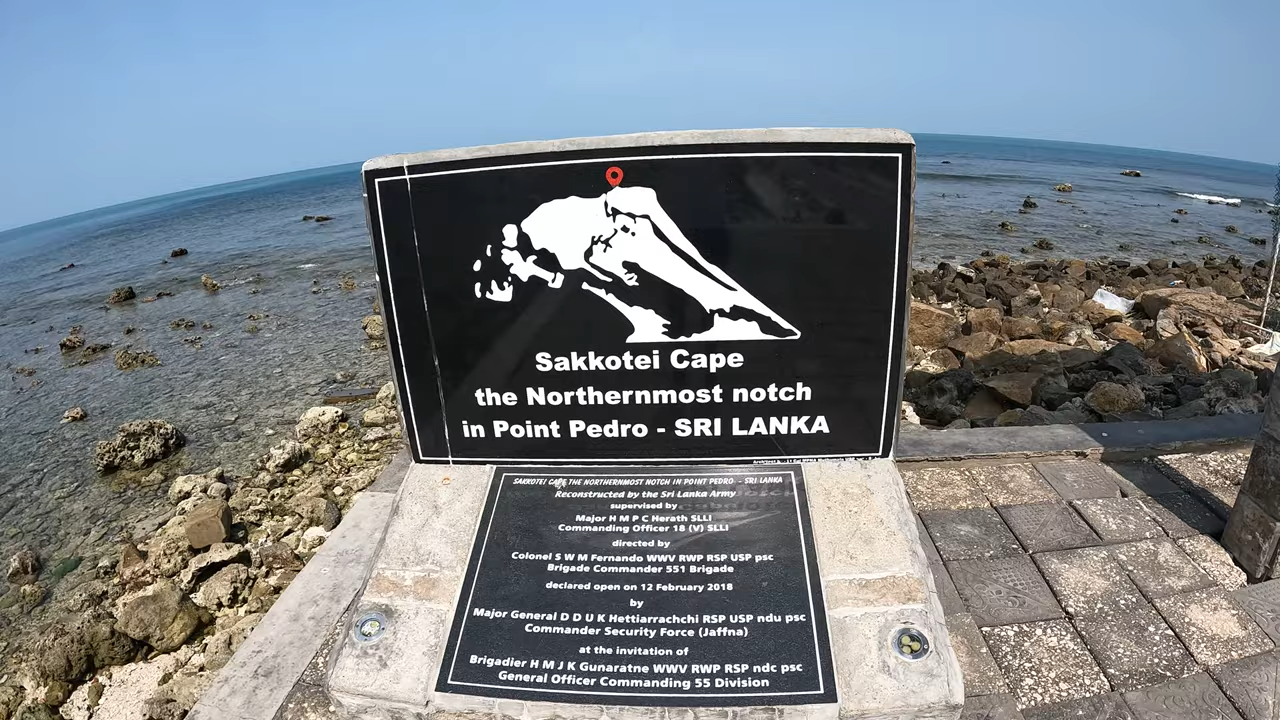 Sakkotei Cape
the Northernmost notch
in Point Pedro - SRI LANKA
SAKKOTEI CAPE THE NORTHERNMOST NOTCH IN POINT PEDRO - SRI LANKA
Reconstructed by the Sri Lanka Army
supervised by
Major H M P C Herath SLLI
Commanding Officer 18 (V) SLLI
directed by
Colonel S W M Fernando WWV RWP RSP USP psc
Brigade Commander 551 Brigade
declared open on 12 February 2018
by
Major General D D U K Hettiarrachchi RSP USP ndu psc
Commander Security Force (Jaffna)
at the invitation of
Brigadier H M J K Gunaratne WWV RWP RSP ndc psc
General Officer Commanding 55 Division